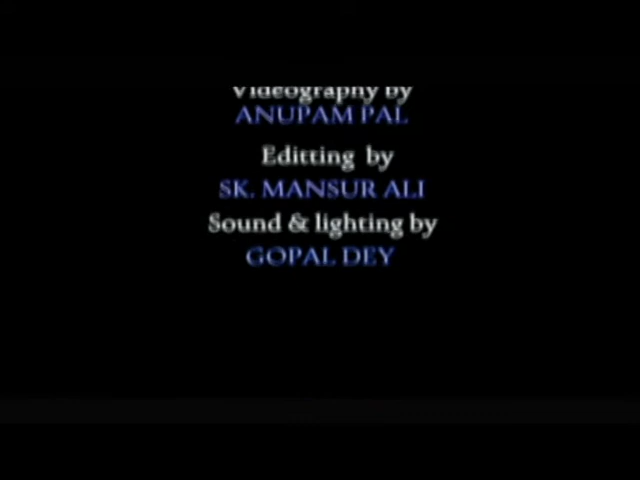 Videography by
ANUPAM PAL
Editting by
SK. MANSUR ALI
Sound & lighting by
GOPAL DEY